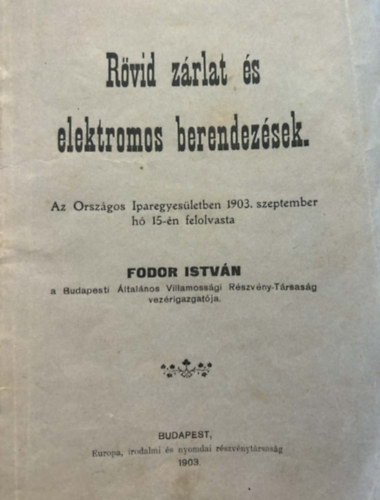 Rövid zárlat és
elektromos berendezések.
Az Országos Iparegyesületben 1903. szeptember
hó 15-én felolvasta
FODOR ISTVÁN
a Budapesti Általános Villamossági Részvény-Társaság
vezérigazgatója.
BUDAPEST,
Europa, irodalmi és nyomdai részvénytársaság
1903.